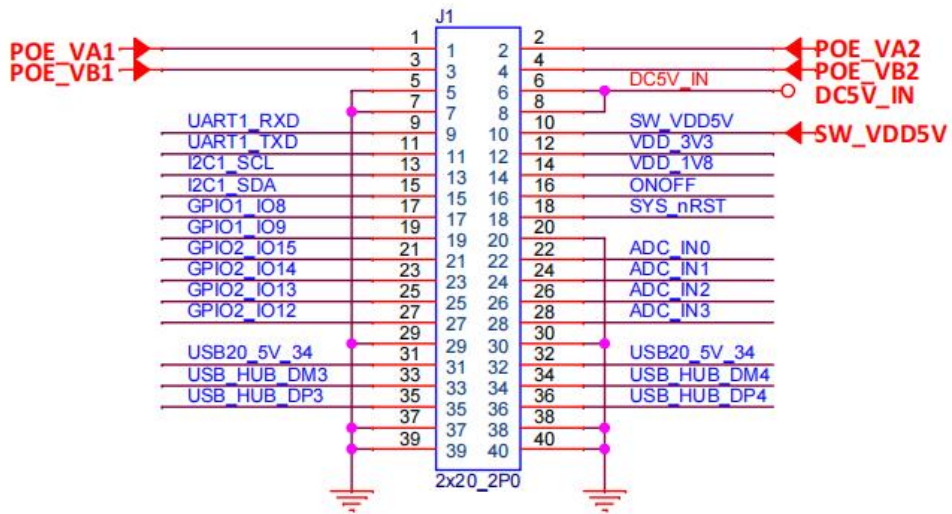 J1
POE_VA1 1 1 2 2 POE_VA2
POE_VB1 3 3 4 4 POE_VB2
5 5 6 6 DC5V_IN DC5V_IN
7 7 8 8
UART1_RXD 9 9 10 10 SW_VDD5V SW_VDD5V
UART1_TXD 11 11 12 12 VDD_3V3
I2C1_SCL 13 13 14 14 VDD_1V8
I2C1_SDA 15 15 16 16 ONOFF
GPIO1_IO8 17 17 18 18 SYS_nRST
GPIO1_IO9 19 19 20 20
GPIO2_IO15 21 21 22 22 ADC_IN0
GPIO2_IO14 23 23 24 24 ADC_IN1
GPIO2_IO13 25 25 26 26 ADC_IN2
GPIO2_IO12 27 27 28 28 ADC_IN3
29 29 30 30
USB20_5V_34 31 31 32 32 USB20_5V_34
USB_HUB_DM3 33 33 34 34 USB_HUB_DM4
USB_HUB_DP3 35 35 36 36 USB_HUB_DP4
37 37 38 38
39 39 40 40
2x20_2P0